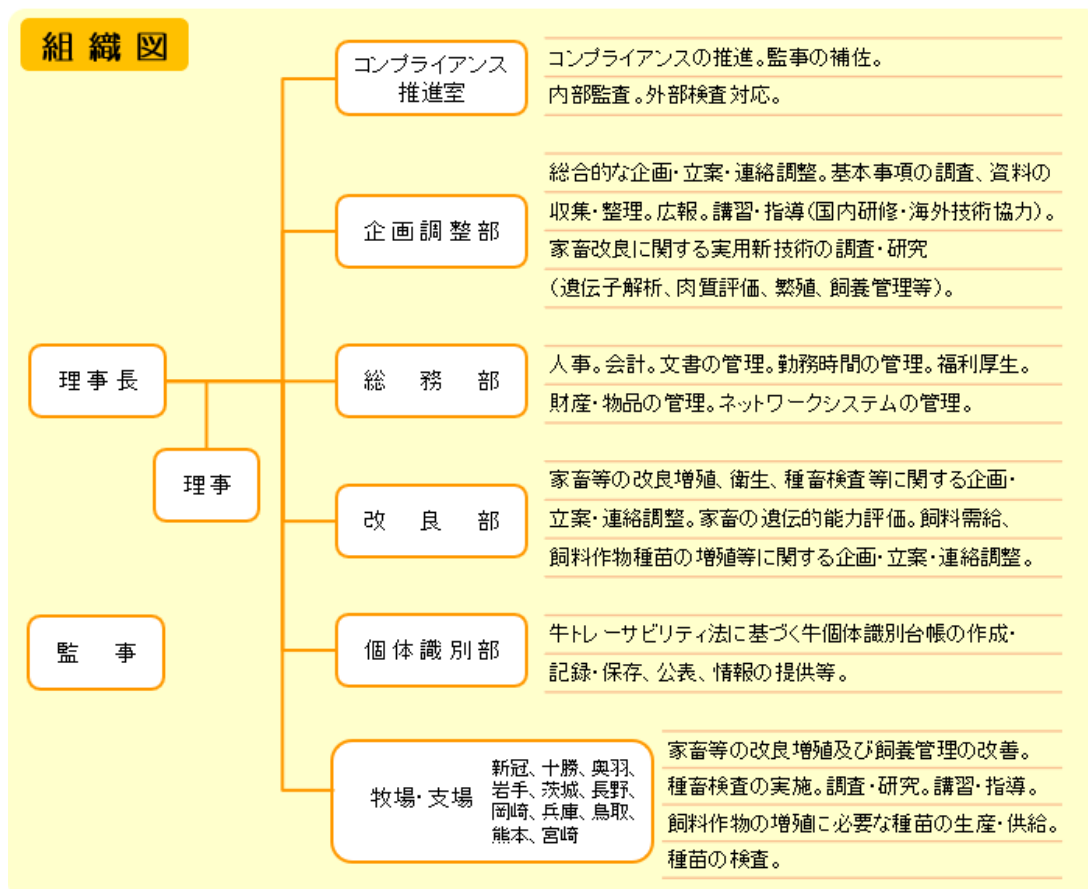 組織図
コンプライアンス
推進室
コンプライアンスの推進。監事の補佐。
内部監査。外部検査対応。
企画調整部
総合的な企画・立案・連絡調整。基本事項の調査、資料の
収集・整理。広報。講習・指導(国内研修・海外技術協力)。
家畜改良に関する実用新技術の調査・研究
(遺伝子解析、肉質評価、繁殖、飼養管理等)。
理事長
理事
総務部
人事。会計。文書の管理。勤務時間の管理。福利厚生。
財産・物品の管理。ネットワークシステムの管理。
改良部
家畜等の改良増殖、衛生、種畜検査等に関する企画・
立案・連絡調整。家畜の遺伝的能力評価。飼料需給、
飼料作物種苗の増殖等に関する企画・立案・連絡調整。
監事
個体識別部
牛トレーサビリティ法に基づく牛個体識別台帳の作成・
記録・保存、公表、情報の提供等。
牧場・支場
新冠、十勝、奥羽、
岩手、茨城、長野、
岡崎、兵庫、鳥取、
熊本、宮崎
家畜等の改良増殖及び飼養管理の改善。
種畜検査の実施。調査・研究。講習・指導。
飼料作物の増殖に必要な種苗の生産・供給。
種苗の検査。